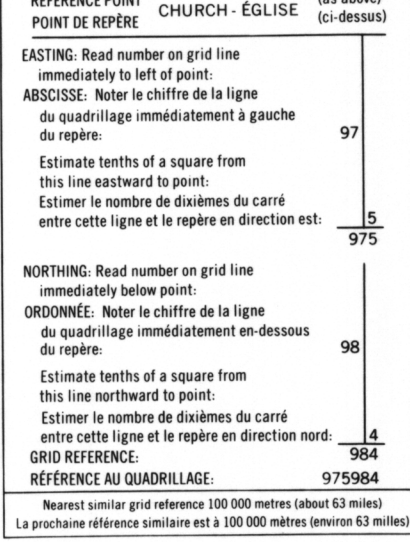 REFERENCE POINT CHURCH - ÉGLISE (as above)
POINT DE REPÈRE (ci-dessus)
EASTING: Read number on grid line
immediately to left of point:
ABSCISSE: Noter le chiffre de la ligne
du quadrillage immédiatement à gauche
du repère: 97
Estimate tenths of a square from
this line eastward to point:
Estimer le nombre de dixièmes du carré
entre cette ligne et le repère en direction est: 5
975
NORTHING: Read number on grid line
immediately below point:
ORDONNÉE: Noter le chiffre de la ligne
du quadrillage immédiatement en-dessous
du repère: 98
Estimate tenths of a square from
this line northward to point:
Estimer le nombre de dixièmes du carré
entre cette ligne et le repère en direction nord: 4
GRID REFERENCE: 984
RÉFÉRENCE AU QUADRILLAGE: 975984
Nearest similar grid reference 100 000 metres (about 63 miles)
La prochaine référence similaire est à 100 000 mètres (environ 63 milles)